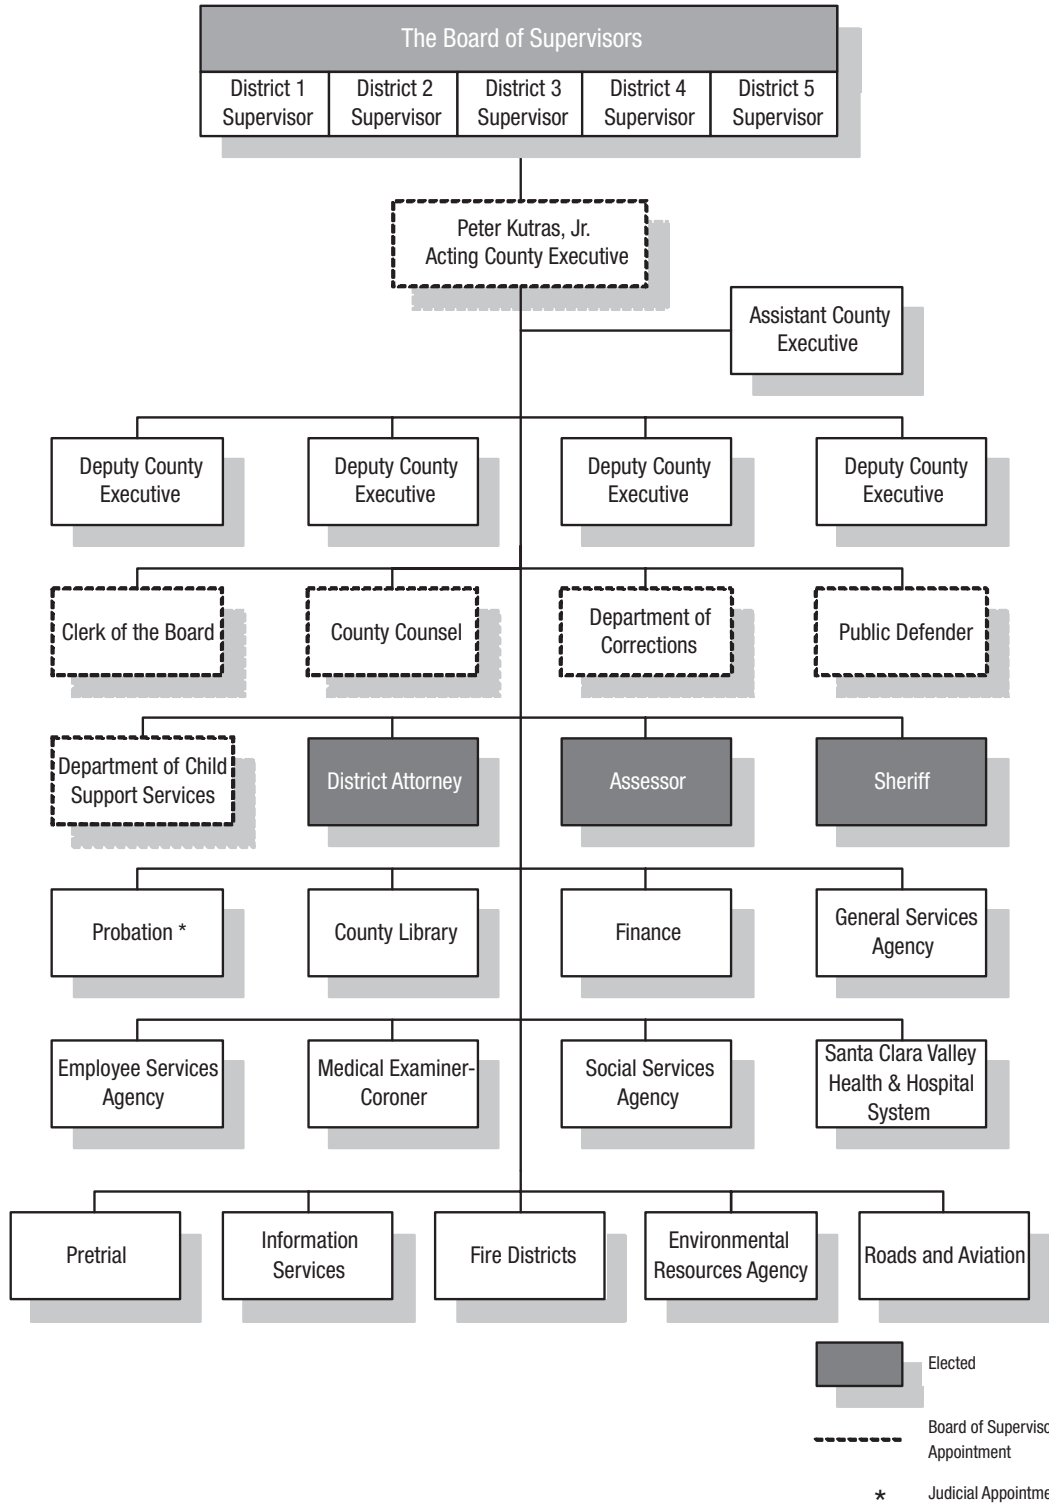 The Board of Supervisors
District 1
Supervisor
District 2
Supervisor
District 3
Supervisor
District 4
Supervisor
District 5
Supervisor
Peter Kutras, Jr.
Acting County Executive
Assistant County
Executive
Deputy County
Executive
Deputy County
Executive
Deputy County
Executive
Deputy County
Executive
Clerk of the Board
County Counsel
Department of
Corrections
Public Defender
Department of Child
Support Services
District Attorney
Assessor
Sheriff
Probation *
County Library
Finance
General Services
Agency
Employee Services
Agency
Medical Examiner-
Coroner
Social Services
Agency
Santa Clara Valley
Health & Hospital
System
Pretrial
Information
Services
Fire Districts
Environmental
Resources Agency
Roads and Aviation
Elected
Board of
Appointment
* Judicial